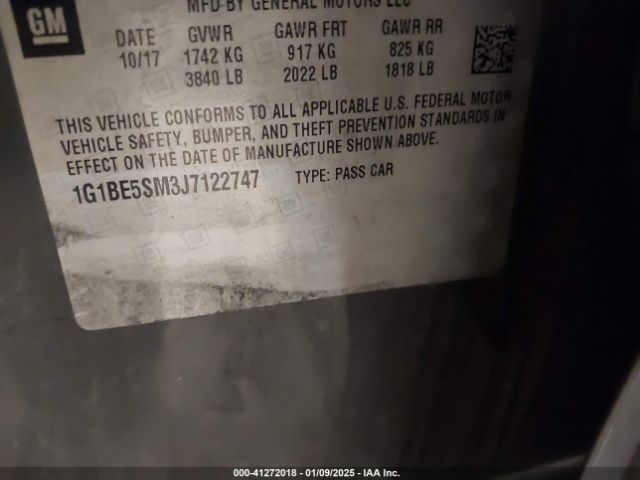 MFD BY GENERAL MOTORS LLC
GM
DATE GVWR GAWR FRT GAWR RR
10/17 1742 KG 917 KG 825 KG
3840 LB 2022 LB 1818 LB
THIS VEHICLE CONFORMS TO ALL APPLICABLE U.S. FEDERAL MOTOR
VEHICLE SAFETY, BUMPER, AND THEFT PREVENTION STANDARDS IN
EFFECT ON THE DATE OF MANUFACTURE SHOWN ABOVE.
1G1BE5SM3J7122747 TYPE: PASS CAR
000-41272018 - 01/09/2025 - IAA Inc.